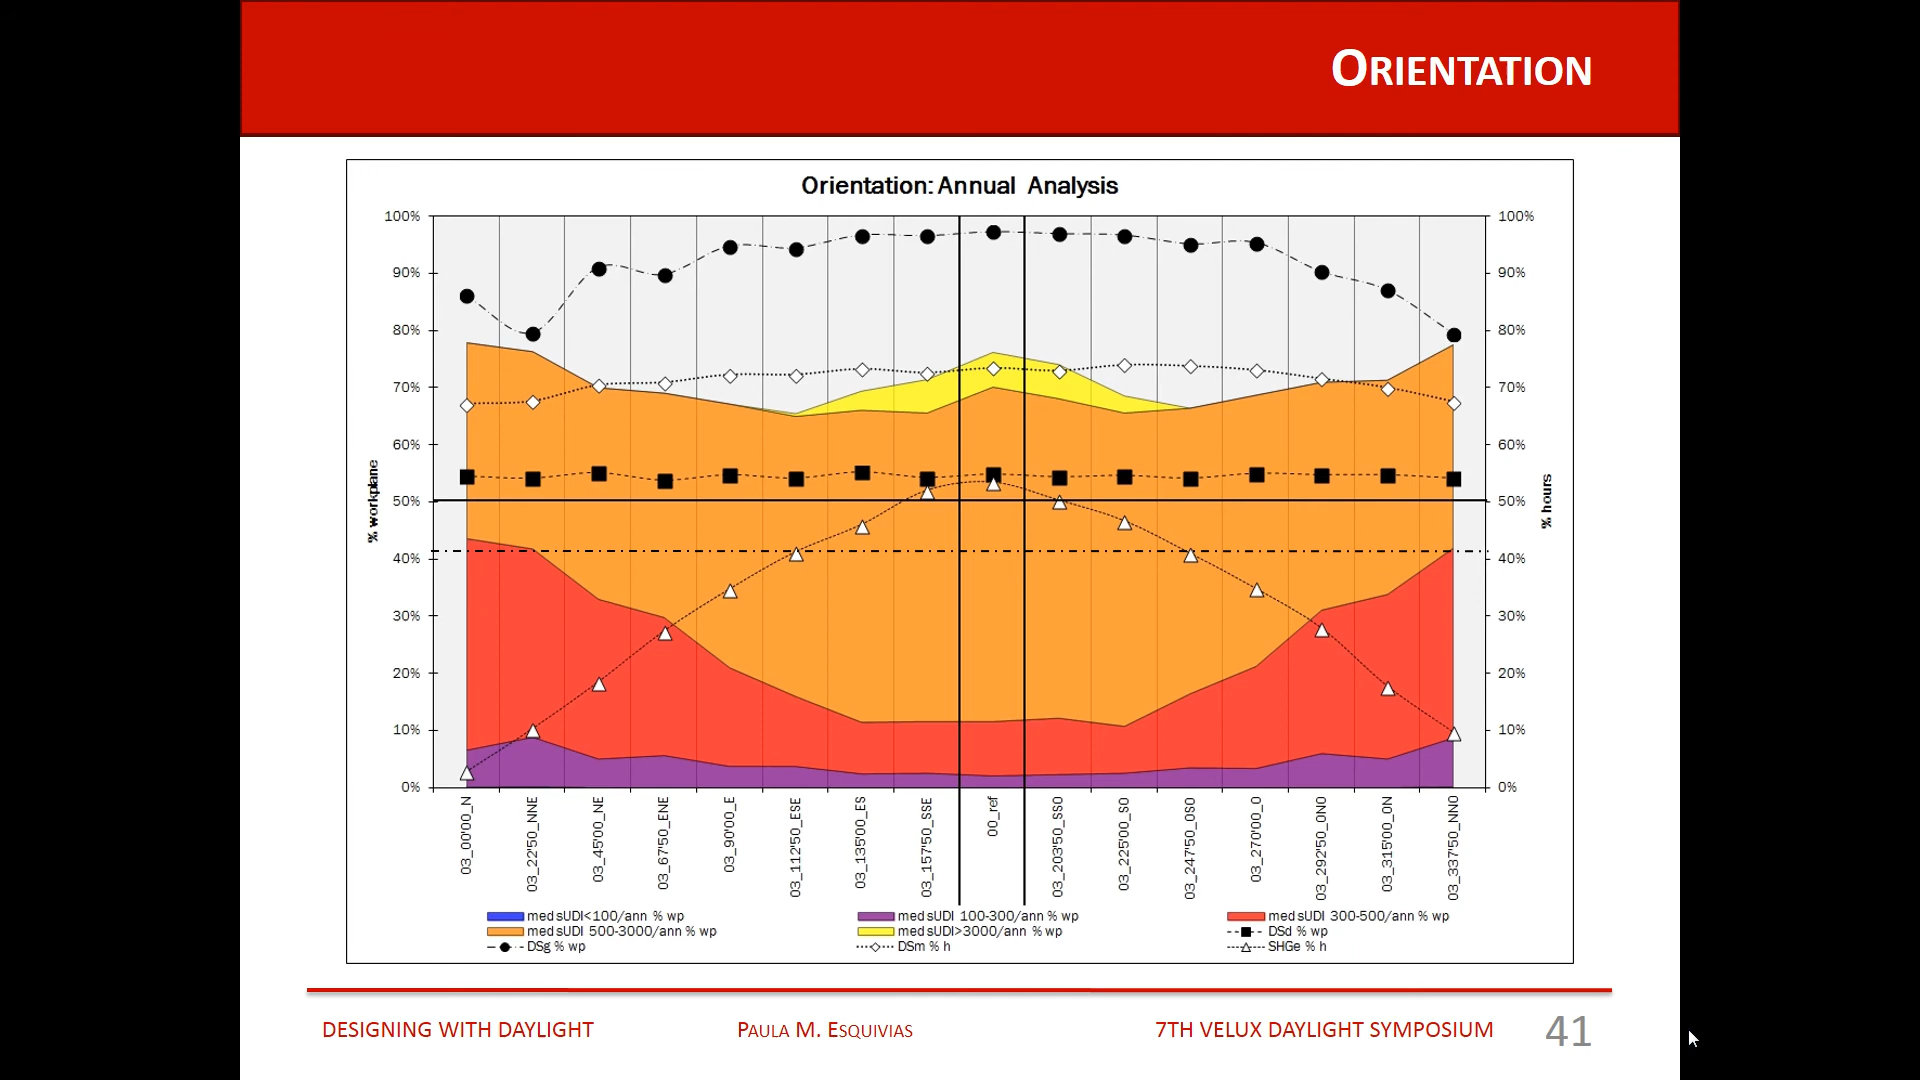 ORIENTATION
Orientation: Annual Analysis
100%
90%
80%
70%
60%
50%
40%
30%
20%
10%
0%
% workplane
100%
90%
80%
70%
60%
50%
40%
30%
20%
10%
0%
% hours
03_00'00_N
03_22'50_NNE
03_45'00_NE
03_67'50_ENE
03_90'00_E
03_112'50_ESE
03_135'00_ES
03_157'50_SSE
00_ref
03_203'50_SSO
03_225'00_SO
03_247'50_OSO
03_270'00_O
03_292'50_ONO
03_315'00_ON
03_337'50_NNO
med sUDI<100/ann % wp
med sUDI 100-300/ann % wp
med sUDI 300-500/ann % wp
med sUDI 500-3000/ann % wp
med sUDI>3000/ann % wp
DSd % wp
DSg % wp
DSm % h
SHGe % h
DESIGNING WITH DAYLIGHT
PAULA M. ESQUIVIAS
7TH VELUX DAYLIGHT SYMPOSIUM
41